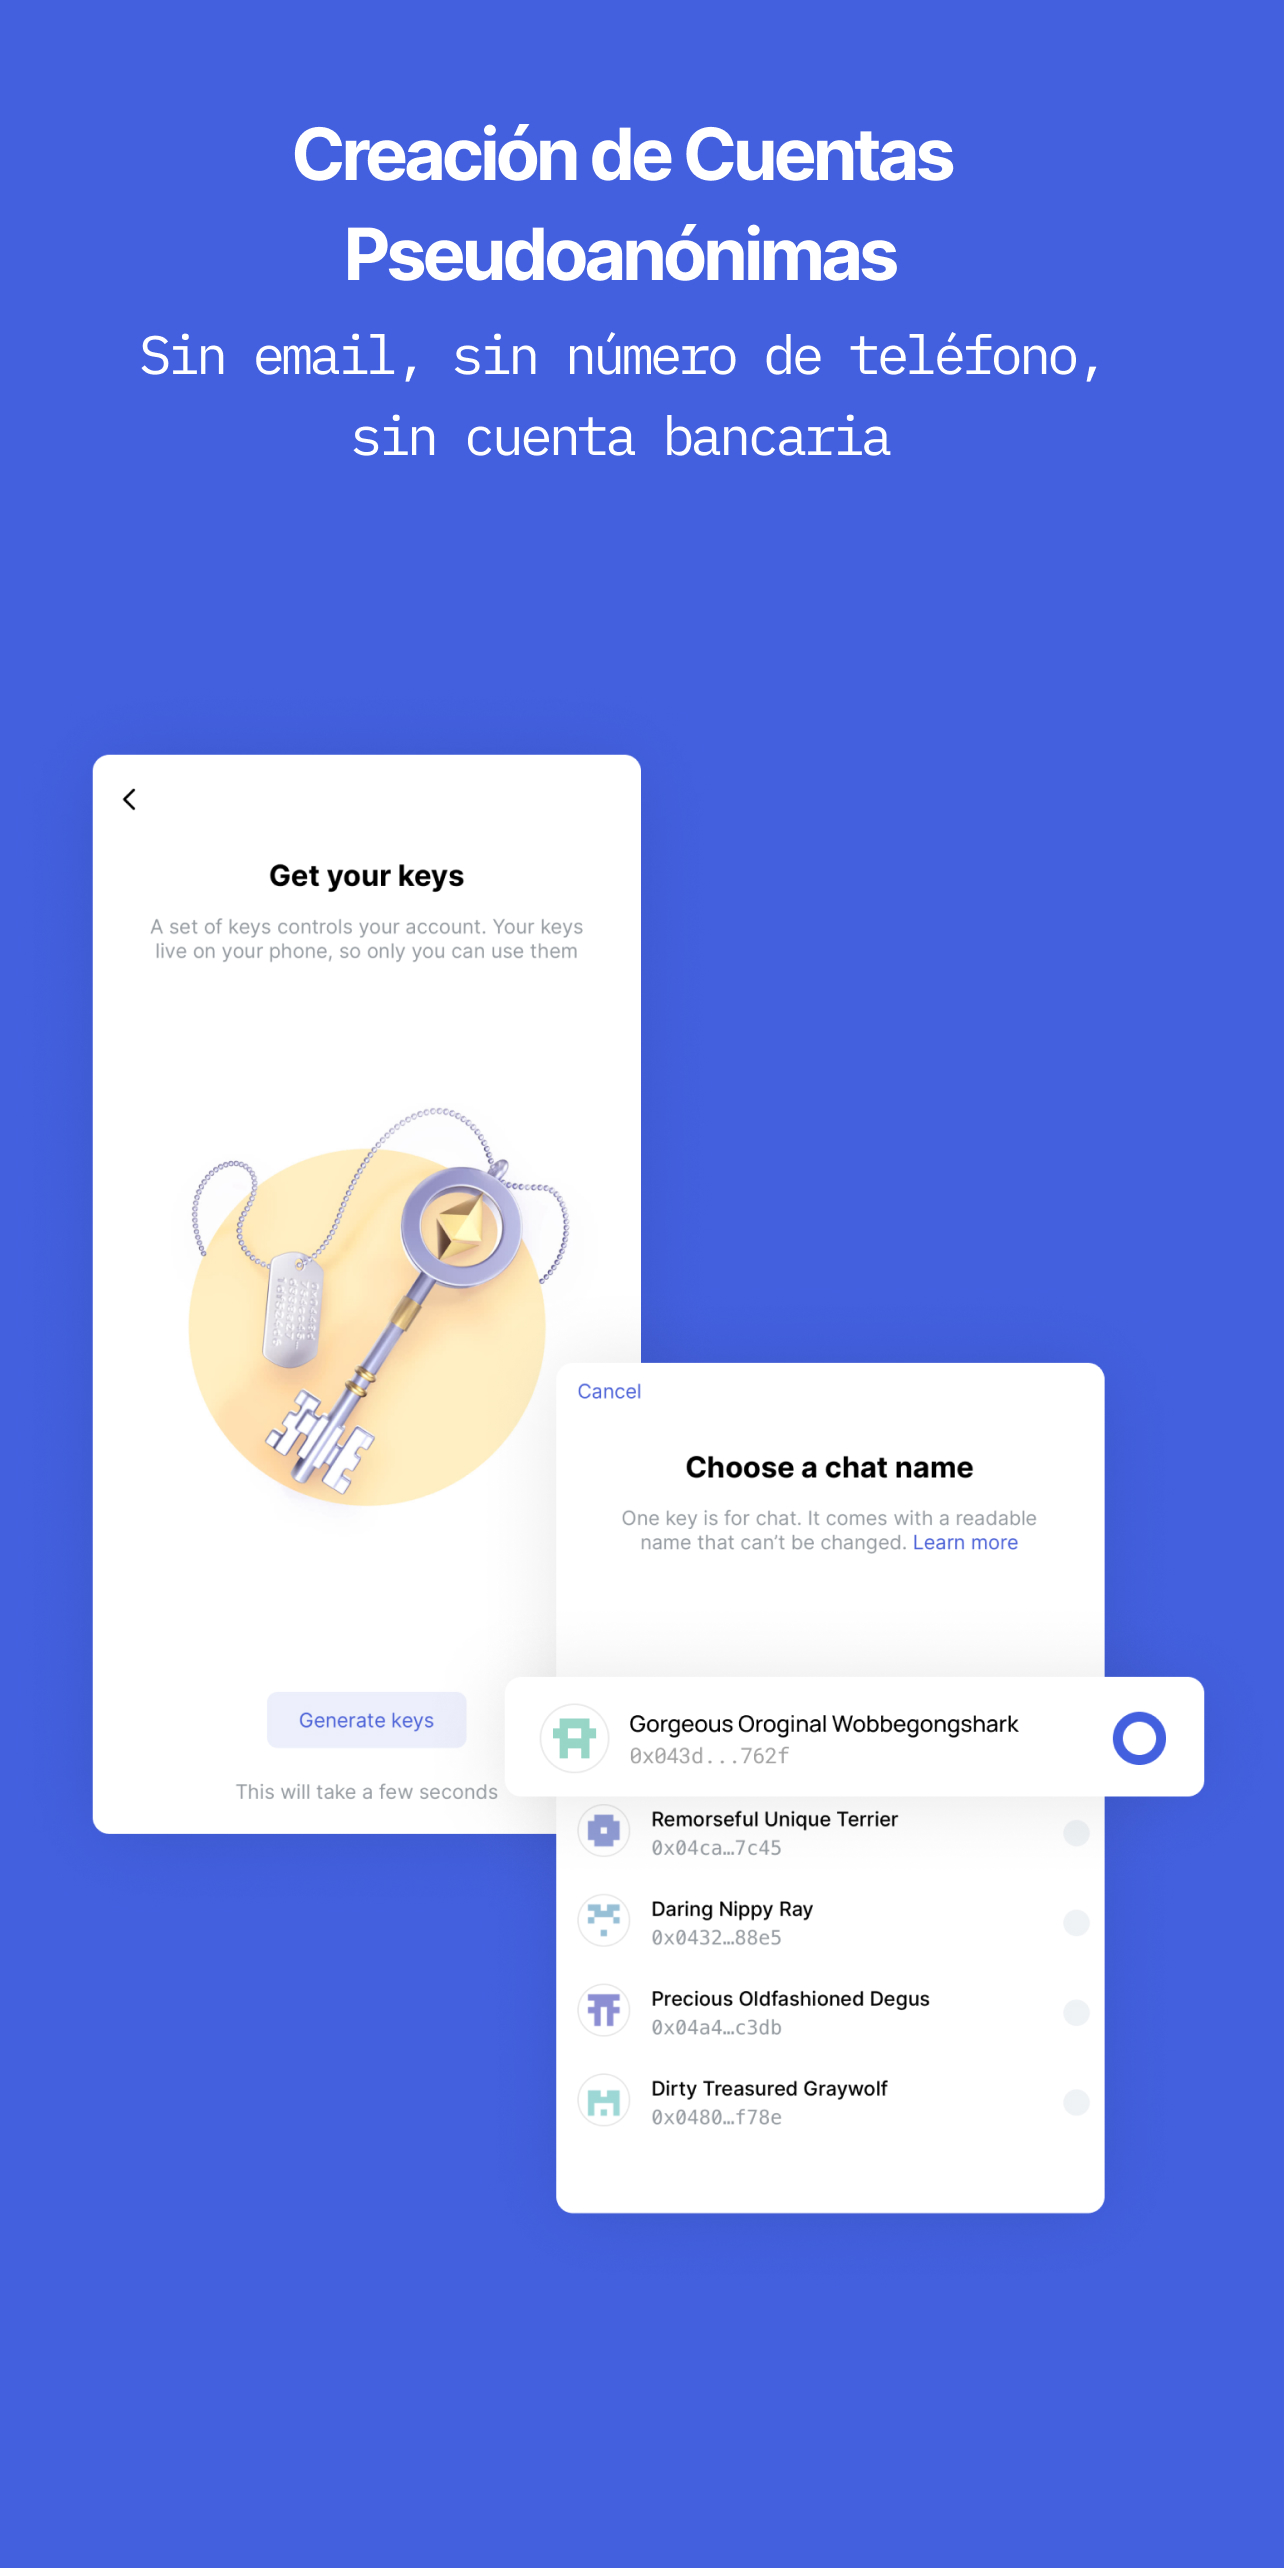 Creación de Cuentas
Pseudoanónimas
Sin email, sin número de teléfono,
sin cuenta bancaria
Get your keys
A set of keys controls your account. Your keys
live on your phone, so only you can use them
Generate keys
This will take a few seconds
Cancel
Choose a chat name
One key is for chat. It comes with a readable
name that can’t be changed. Learn more
Gorgeous Oroginal Wobbegongshark
0x043d...762f
Remorseful Unique Terrier
0x04ca…7c45
Daring Nippy Ray
0x0432…88e5
Precious Oldfashioned Degus
0x04a4…c3db
Dirty Treasured Graywolf
0x0480…f78e